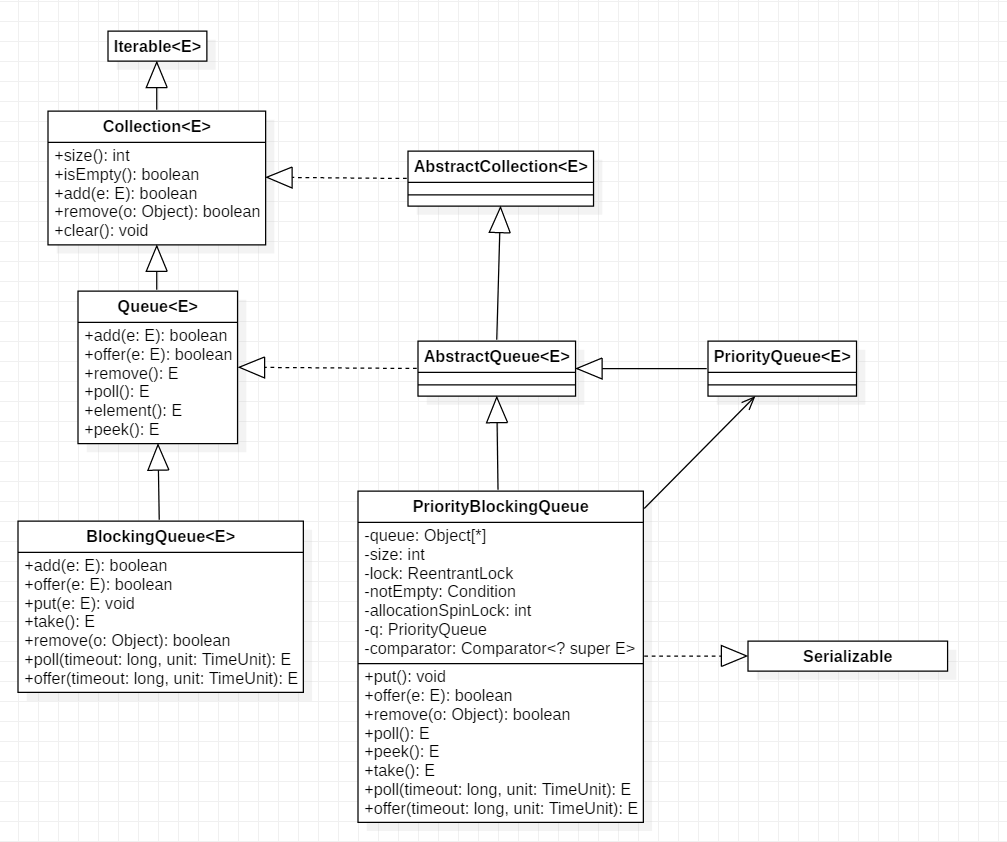 Iterable<E>
Collection<E>
+size(): int
+isEmpty(): boolean
+add(e: E): boolean
+remove(o: Object): boolean
+clear(): void
AbstractCollection<E>
Queue<E>
+add(e: E): boolean
+offer(e: E): boolean
+remove(): E
+poll(): E
+element(): E
+peek(): E
AbstractQueue<E>
PriorityQueue<E>
BlockingQueue<E>
+add(e: E): boolean
+offer(e: E): boolean
+put(e: E): void
+take(): E
+remove(o: Object): boolean
+poll(timeout: long, unit: TimeUnit): E
+offer(timeout: long, unit: TimeUnit): E
PriorityBlockingQueue
-queue: Object[*]
-size: int
-lock: ReentrantLock
-notEmpty: Condition
-allocationSpinLock: int
-q: PriorityQueue
-comparator: Comparator<? super E>
+put(): void
+offer(e: E): boolean
+remove(o: Object): boolean
+poll(): E
+peek(): E
+take(): E
+poll(timeout: long, unit: TimeUnit): E
+offer(timeout: long, unit: TimeUnit): E
Serializable